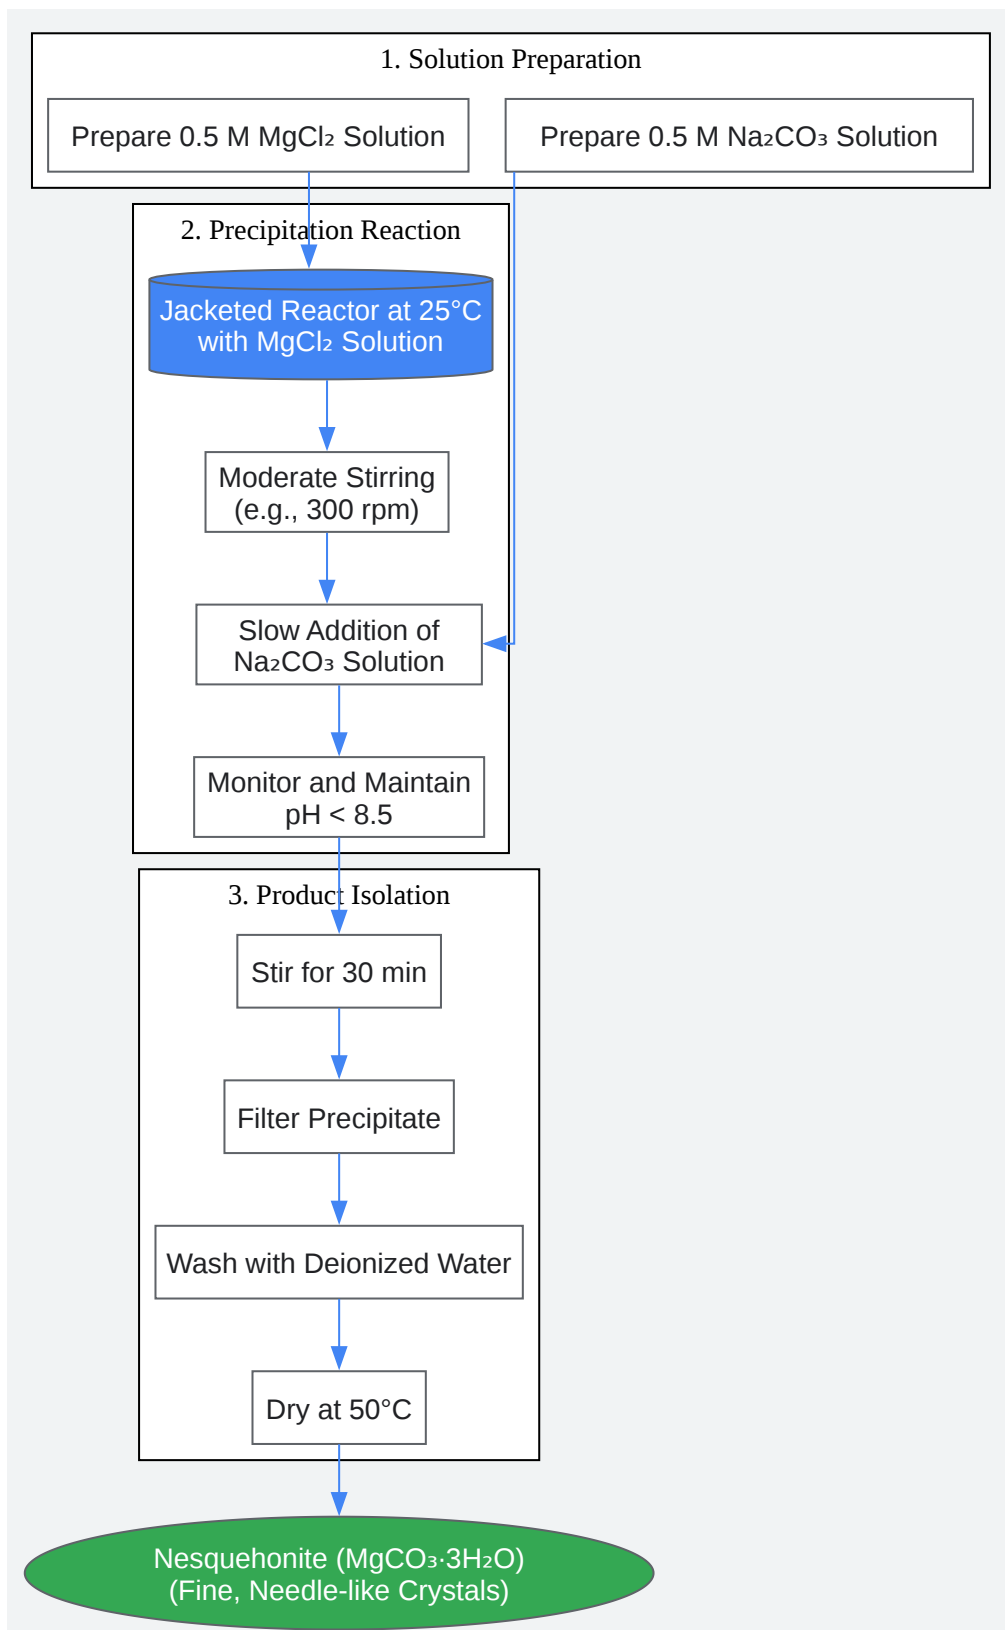 1. Solution Preparation
Prepare 0.5 M MgCl₂ Solution
Prepare 0.5 M Na₂CO₃ Solution
2. Precipitation Reaction
Jacketed Reactor at 25°C
with MgCl₂ Solution
Moderate Stirring
(e.g., 300 rpm)
Slow Addition of
Na₂CO₃ Solution
Monitor and Maintain
pH < 8.5
3. Product Isolation
Stir for 30 min
Filter Precipitate
Wash with Deionized Water
Dry at 50°C
Nesquehonite (MgCO₃·3H₂O)
(Fine, Needle-like Crystals)